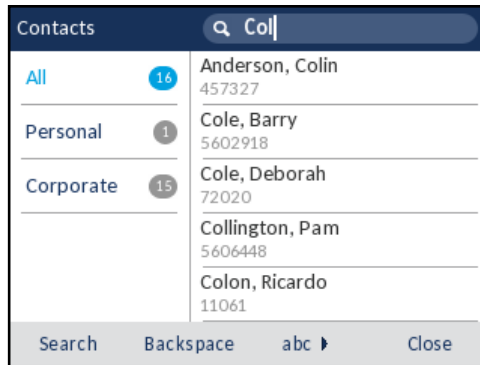 Contacts
Col
All 16
Personal 1
Corporate 15
Anderson, Colin
457327
Cole, Barry
5602918
Cole, Deborah
72020
Collington, Pam
5606448
Colon, Ricardo
11061
Search Backspace abc Close